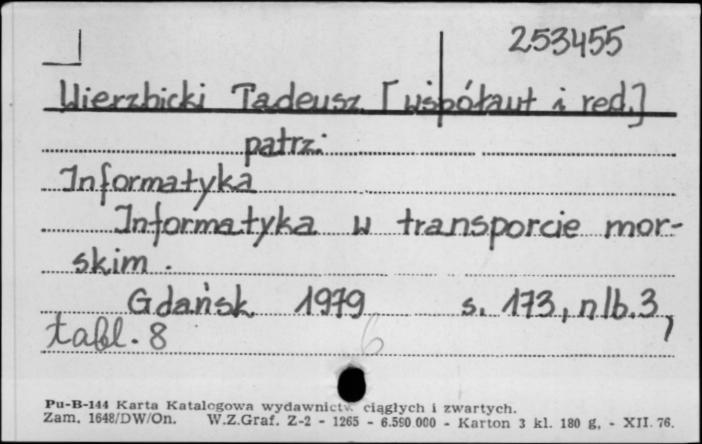 253455
Wierzbicki Tadeusz [współaut i red.]
patrz:
Informatyka
Informatyka w transporcie mor-
skim.
Gdańsk 1979 s. 173, nlb. 3,
tabl. 8
6
Pu-B-144 Karta Katalogowa wydawnictw ciągłych i zwartych.
Zam. 1648/DW/On. W.Z.Graf. Z-2 - 1265 - 6.590 000 - Karton 3 kl. 180 g, - XII. 76.